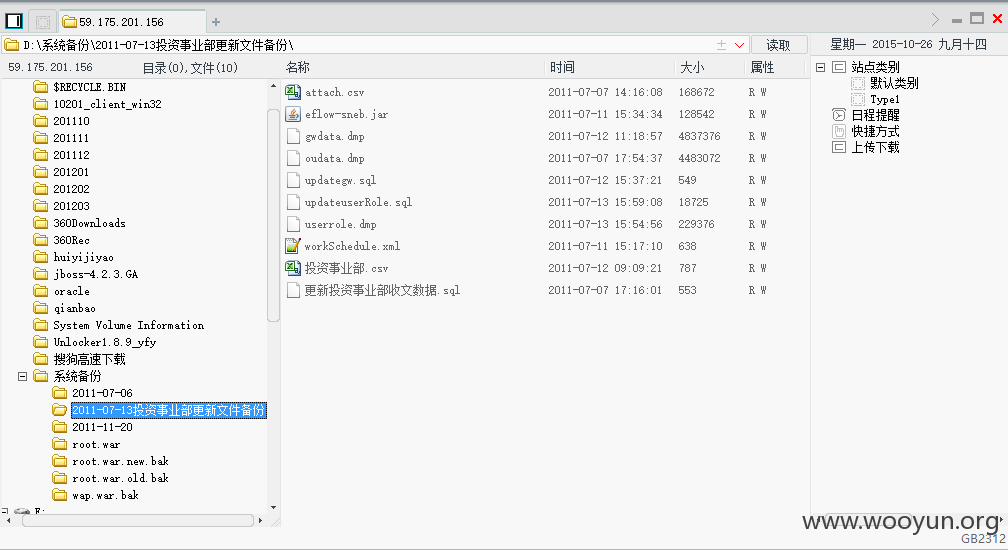 59.175.201.156
D:\系统备份\2011-07-13投资事业部更新文件备份\
读取
星期一 2015-10-26 九月十四
59.175.201.156
目录(0),文件(10)
$RECYCLE.BIN
10201_client_win32
201110
201111
201112
201201
201202
201203
360Downloads
360Rec
huiyijiyao
jboss-4.2.3.GA
oracle
qianbao
System Volume Information
Unlocker1.8.9_yfy
搜狗高速下载
系统备份
2011-07-06
2011-07-13投资事业部更新文件备份
2011-11-20
root.war
root.war.new.bak
root.war.old.bak
wap.war.bak
名称 时间 大小 属性
attach.csv 2011-07-07 14:16:08 168672 R W
eflow-sneb.jar 2011-07-11 15:34:34 128542 R W
gwdata.dmp 2011-07-12 11:18:57 4837376 R W
oudata.dmp 2011-07-07 17:54:37 4483072 R W
updategw.sql 2011-07-12 15:37:21 549 R W
updateuserRole.sql 2011-07-13 15:59:08 18725 R W
userrole.dmp 2011-07-13 15:54:56 229376 R W
workSchedule.xml 2011-07-11 15:17:10 638 R W
投资事业部.csv 2011-07-12 09:09:21 787 R W
更新投资事业部收文数据.sql 2011-07-07 17:16:01 553 R W
站点类别
默认类别
Type1
日程提醒
快捷方式
上传下载
www.wooyun.org
GB2312